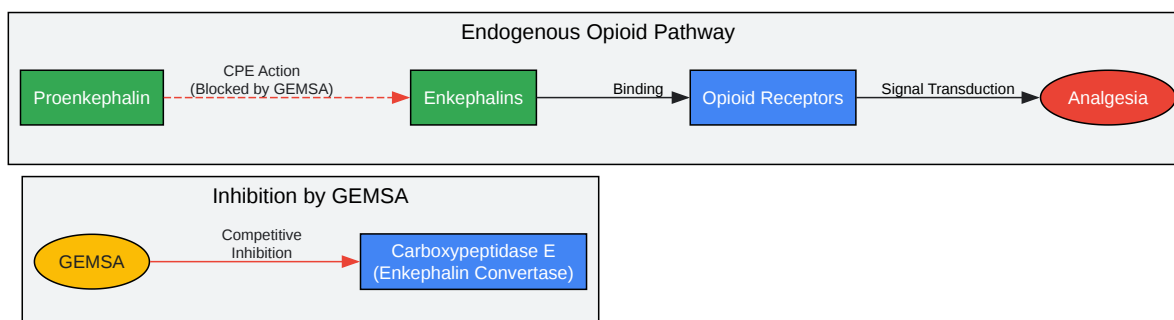 Endogenous Opioid Pathway
Proenkephalin
CPE Action
(Blocked by GEMSA)
Enkephalins
Binding
Opioid Receptors
Signal Transduction
Analgesia
Inhibition by GEMSA
GEMSA
Competitive
Inhibition
Carboxypeptidase E
(Enkephalin Convertase)